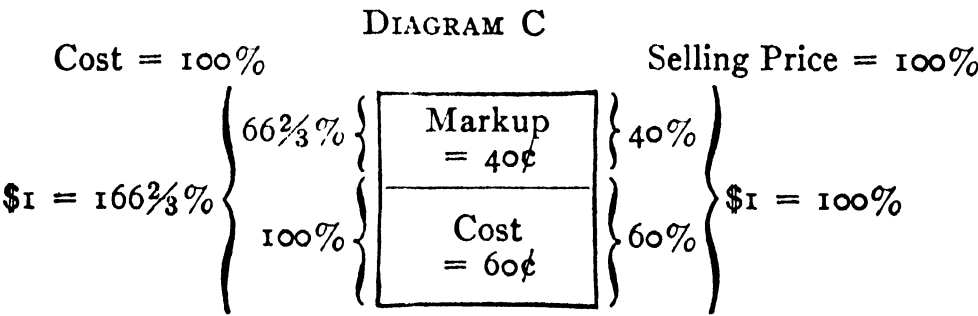 DIAGRAM C
Cost = 100% Selling Price = 100%
66⅔% Markup 40%
= 40¢
$1 = 166⅔% $1 = 100%
100% Cost 60%
= 60¢